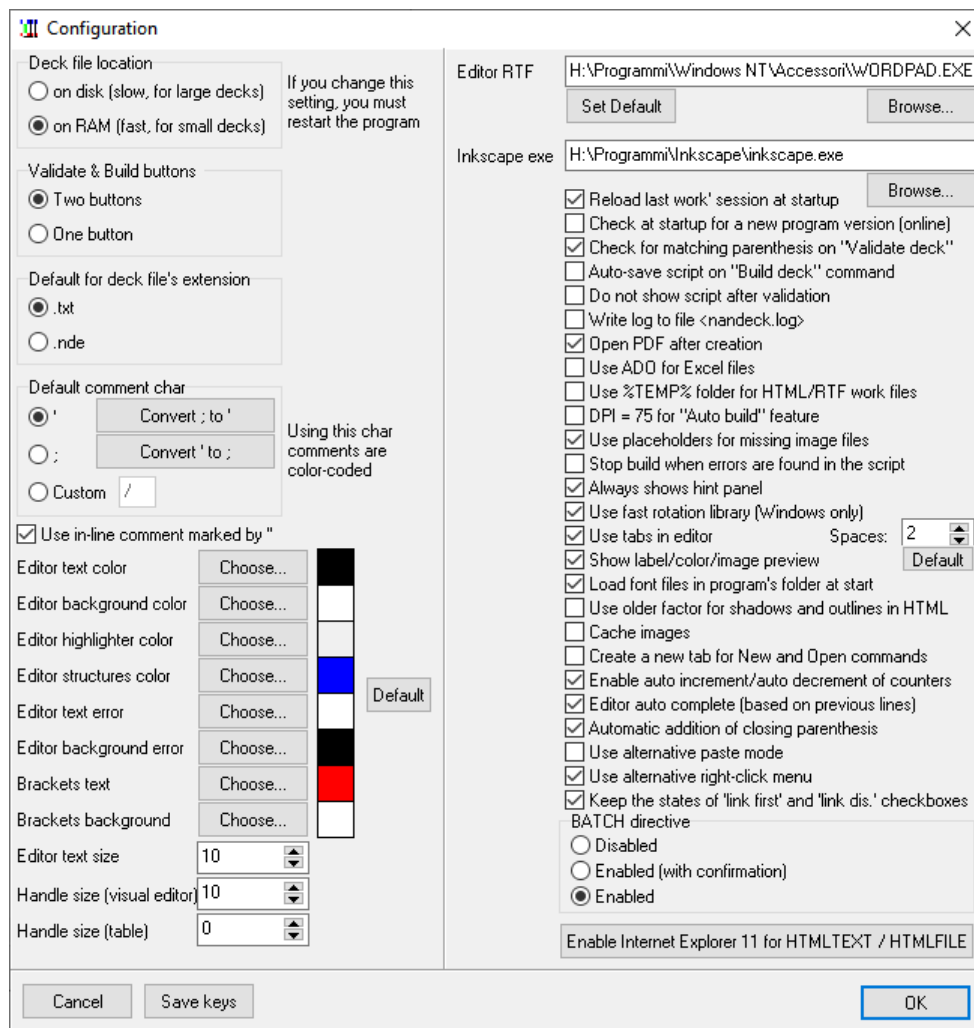 Configuration
Deck file location
on disk (slow, for large decks)
on RAM (fast, for small decks)
If you change this
setting, you must
restart the program
Validate & Build buttons
Two buttons
One button
Default for deck file's extension
.txt
.nde
Default comment char
'
Convert ; to '
;
Convert ' to ;
Custom
/
Using this char
comments are
color-coded
Use in-line comment marked by ''
Editor text color
Choose...
Editor background color
Choose...
Editor highlighter color
Choose...
Editor structures color
Choose...
Editor text error
Choose...
Editor background error
Choose...
Brackets text
Choose...
Brackets background
Choose...
Default
Editor text size
10
Handle size (visual editor)
10
Handle size (table)
0
Editor RTF
H:\Programmi\Windows NT\Accessori\WORDPAD.EXE
Set Default
Browse...
Inkscape exe
H:\Programmi\Inkscape\inkscape.exe
Browse...
Reload last work' session at startup
Check at startup for a new program version (online)
Check for matching parenthesis on "Validate deck"
Auto-save script on "Build deck" command
Do not show script after validation
Write log to file <nandeck.log>
Open PDF after creation
Use ADO for Excel files
Use %TEMP% folder for HTML/RTF work files
DPI = 75 for "Auto build" feature
Use placeholders for missing image files
Stop build when errors are found in the script
Always shows hint panel
Use fast rotation library (Windows only)
Use tabs in editor
Spaces:
2
Show label/color/image preview
Default
Load font files in program's folder at start
Use older factor for shadows and outlines in HTML
Cache images
Create a new tab for New and Open commands
Enable auto increment/auto decrement of counters
Editor auto complete (based on previous lines)
Automatic addition of closing parenthesis
Use alternative paste mode
Use alternative right-click menu
Keep the states of 'link first' and 'link dis.' checkboxes
BATCH directive
Disabled
Enabled (with confirmation)
Enabled
Enable Internet Explorer 11 for HTMLTEXT / HTMLFILE
Cancel
Save keys
OK